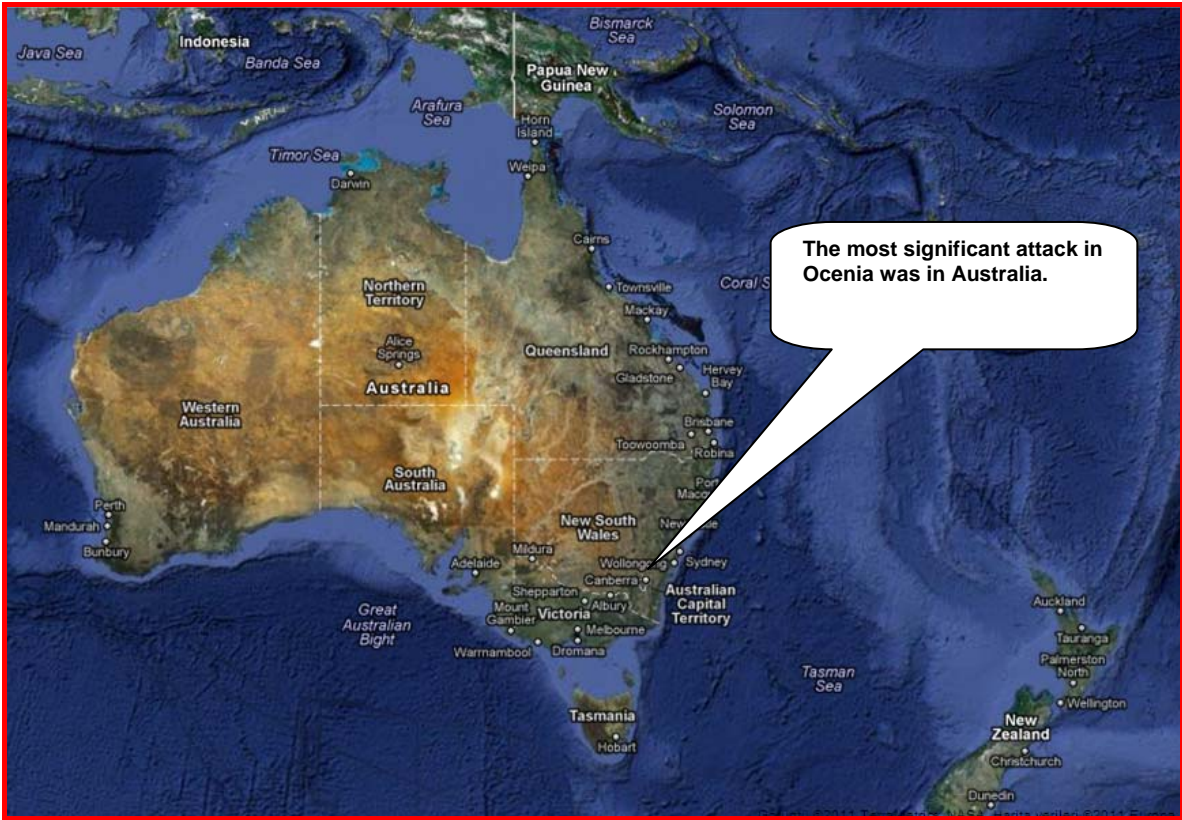 Java Sea
Indonesia
Banda Sea
Bismarck
Sea
Papua New
Guinea
Arafura
Sea
Solomon
Sea
Horn
Island
Timor Sea
Weipa
Darwin
The most significant attack in
Ocenia was in Australia.
Cairns
Coral S
Northern
Territory
Townsville
Mackay
Alice
Springs
Queensland
Rockhampton
Gladstone
Hervey
Bay
Australia
Western
Australia
Brisbane
Toowoomba
Robina
South
Australia
Port
Perth
Mandurah
Bunbury
New South
Wales
Mildura
Adelaide
Wollongong
Sydney
Canberra
Shepparton
Albury
Australian
Capital
Territory
Mount
Gambier
Victoria
Melbourne
Great
Australian
Bight
Warrnambool
Dromana
Auckland
Tauranga
Palmerston
North
Tasman
Sea
Wellington
Tasmania
Hobart
New
Zealand
Christchurch
Dunedin